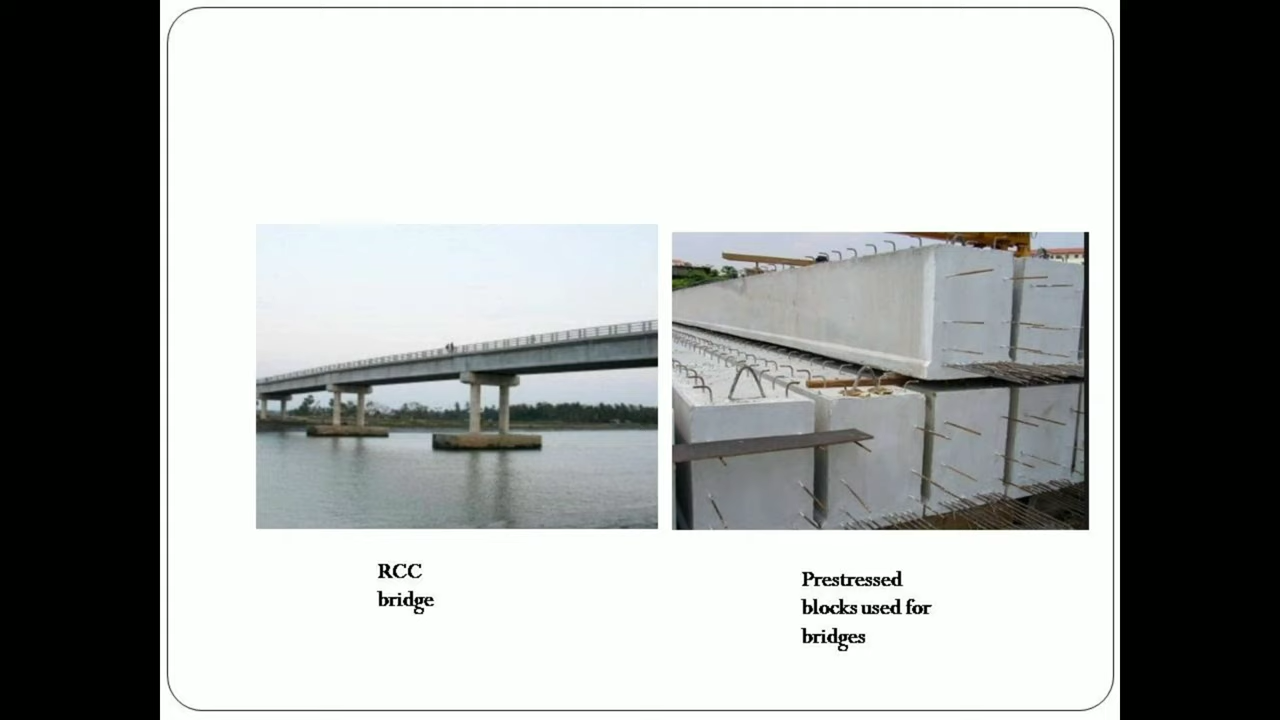 RCC
bridge
Prestressed
blocks used for
bridges